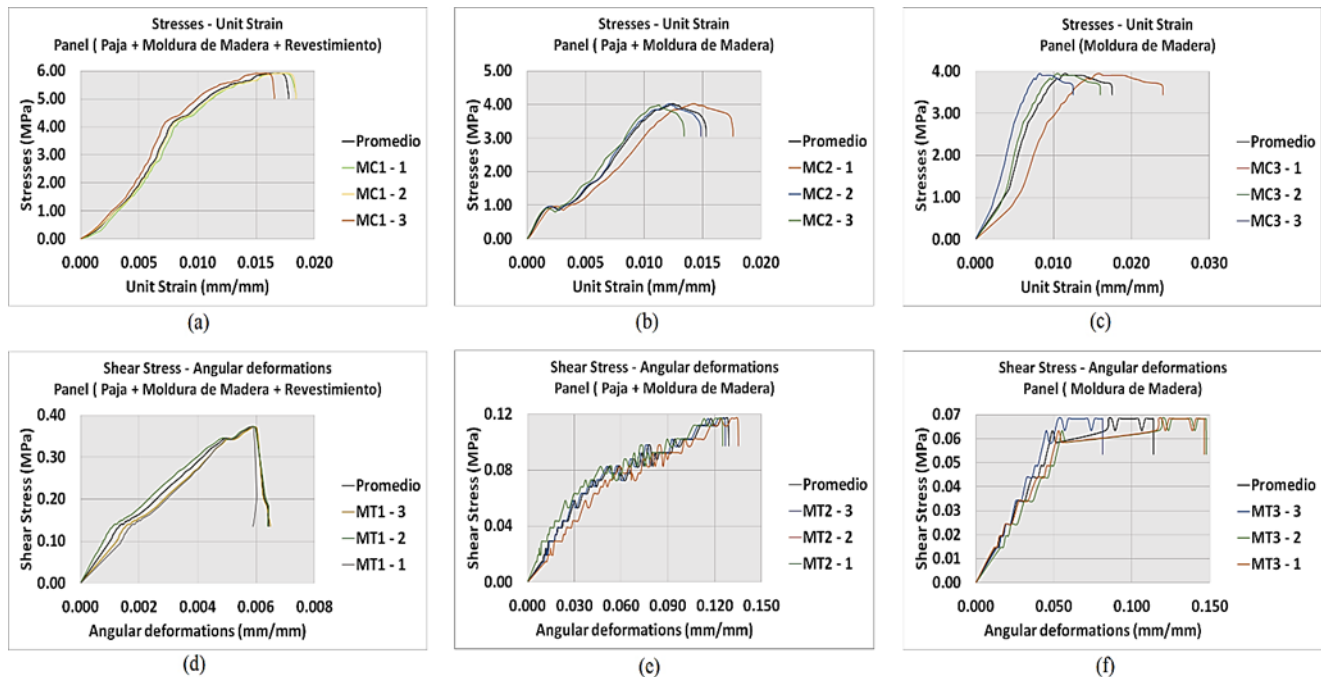 Stresses - Unit Strain
Panel ( Paja + Moldura de Madera + Revestimiento)
6.00
5.00
4.00
3.00
2.00
1.00
0.00
Stresses (MPa)
0.000 0.005 0.010 0.015 0.020
Unit Strain (mm/mm)
Promedio
MC1 - 1
MC1 - 2
MC1 - 3
(a)
Stresses - Unit Strain
Panel ( Paja + Moldura de Madera)
5.00
4.00
3.00
2.00
1.00
0.00
Stresses (MPa)
0.000 0.005 0.010 0.015 0.020
Unit Strain (mm/mm)
Promedio
MC2 - 1
MC2 - 2
MC2 - 3
(b)
Stresses - Unit Strain
Panel (Moldura de Madera)
4.00
3.00
2.00
1.00
0.00
Stresses (MPa)
0.000 0.010 0.020 0.030
Unit Strain (mm/mm)
Promedio
MC3 - 1
MC3 - 2
MC3 - 3
(c)
Shear Stress - Angular deformations
Panel ( Paja + Moldura de Madera + Revestimiento)
0.40
0.30
0.20
0.10
0.00
Shear Stress (MPa)
0.000 0.002 0.004 0.006 0.008
Angular deformations (mm/mm)
Promedio
MT1 - 3
MT1 - 2
MT1 - 1
(d)
Shear Stress - Angular deformations
Panel ( Paja + Moldura de Madera)
0.12
0.08
0.04
0.00
Shear Stress (MPa)
0.000 0.030 0.060 0.090 0.120 0.150
Angular deformations (mm/mm)
Promedio
MT2 - 3
MT2 - 2
MT2 - 1
(e)
Shear Stress - Angular deformations
Panel ( Moldura de Madera)
0.07
0.06
0.05
0.04
0.03
0.02
0.01
0.00
Shear Stress (MPa)
0.000 0.050 0.100 0.150
Angular deformations (mm/mm)
Promedio
MT3 - 3
MT3 - 2
MT3 - 1
(f)